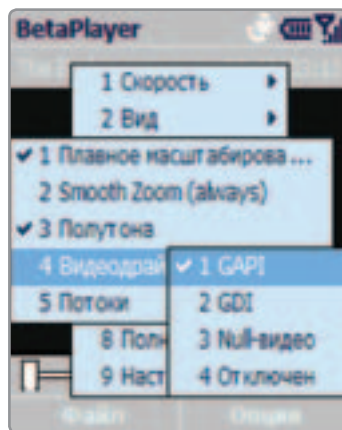 BetaPlayer
1 Скорость
2 Вид
1 Плавное масштабирова...
2 Smooth Zoom (always)
3 Полутона
4 Видеодрай
1 GAPI
5 Потоки
2 GDI
8 Полн
3 Null-видео
9 Наст
4 Отключен
Файл
Опции